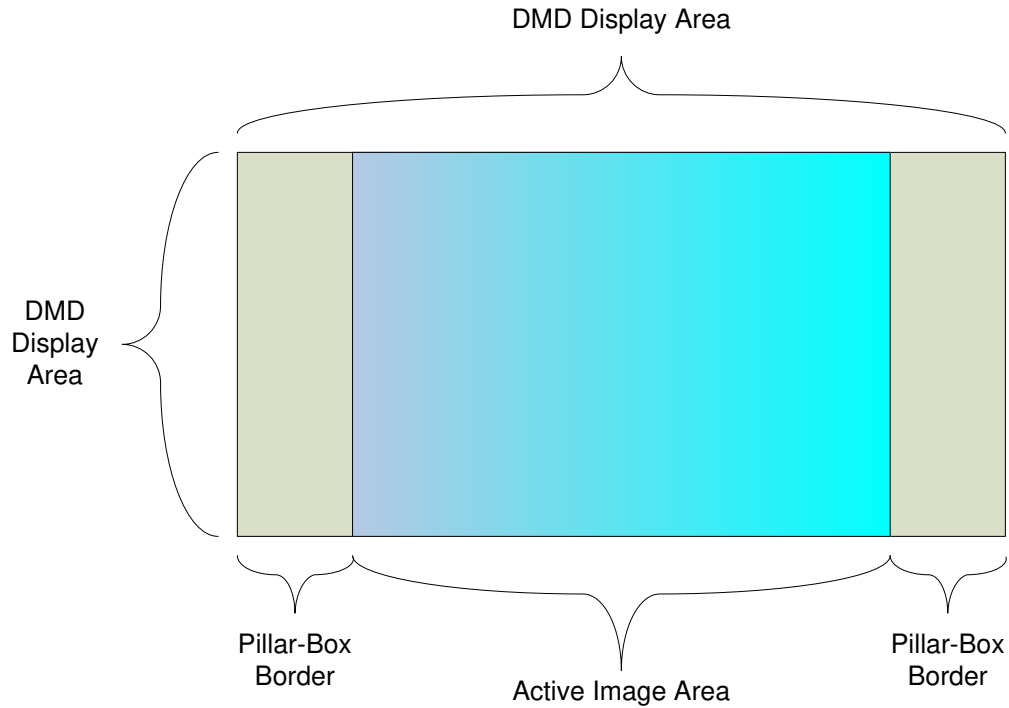 DMD Display Area
DMD
Display
Area
Pillar-Box
Border
Active Image Area
Pillar-Box
Border